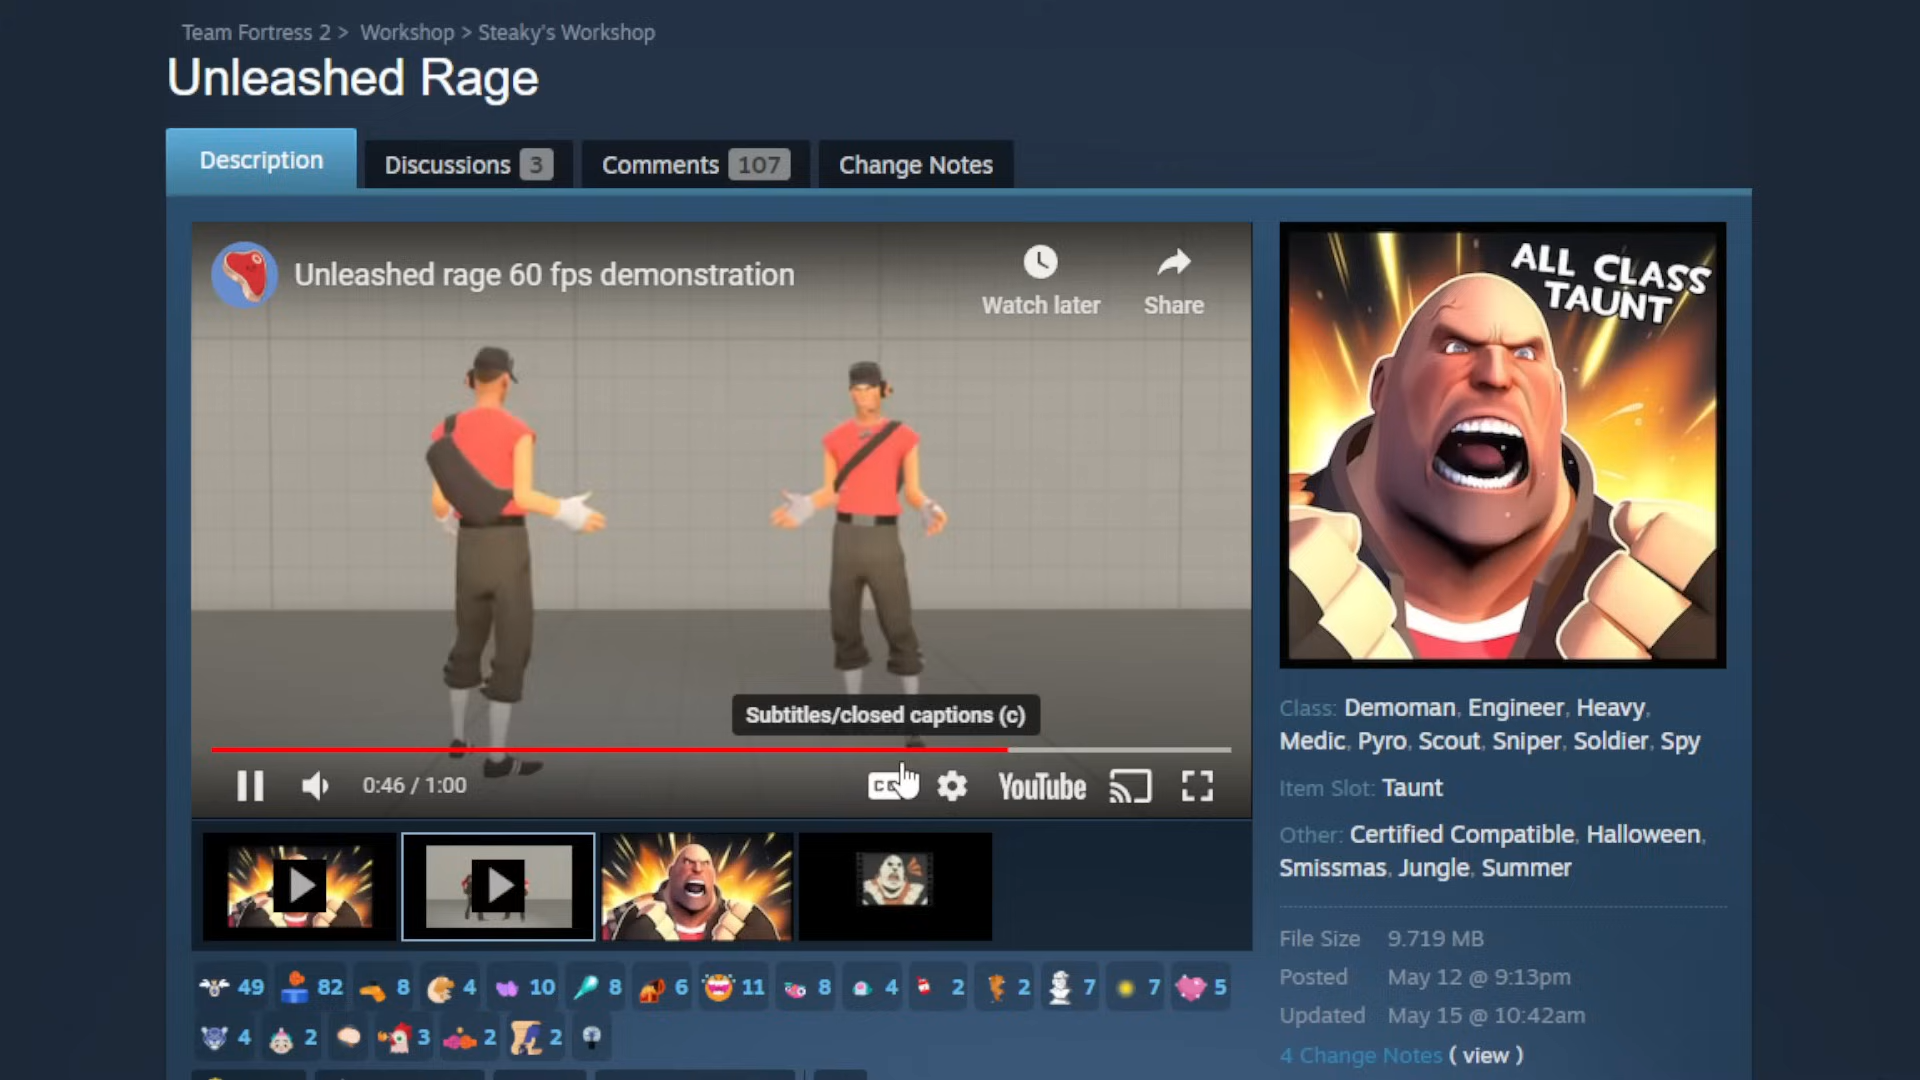 Team Fortress 2 > Workshop > Steaky's Workshop
Unleashed Rage
Description
Discussions 3
Comments 107
Change Notes
Unleashed rage 60 fps demonstration
Watch later
Share
Subtitles/closed captions (c)
0:46 / 1:00
CC
YouTube
ALL CLASS
TAUNT
Class: Demoman, Engineer, Heavy,
Medic, Pyro, Scout, Sniper, Soldier, Spy
Item Slot: Taunt
Other: Certified Compatible, Halloween,
Smissmas, Jungle, Summer
File Size 9.719 MB
Posted May 12 @ 9:13pm
Updated May 15 @ 10:42am
4 Change Notes ( view )
49 82 8 4 10 8 6 11 8 4 2 2 7 7 5
4 2 3 2 2